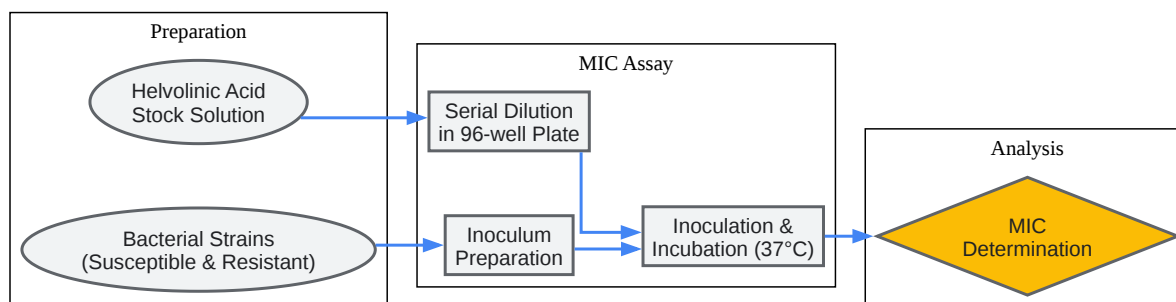 Preparation
Helvolinic Acid
Stock Solution
Bacterial Strains
(Susceptible & Resistant)
MIC Assay
Serial Dilution
in 96-well Plate
Inoculum
Preparation
Inoculation &
Incubation (37°C)
Analysis
MIC
Determination